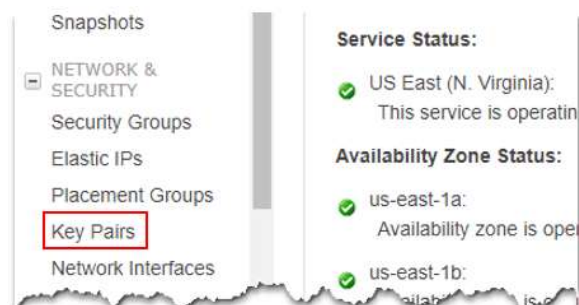 Snapshots
NETWORK &
SECURITY
Security Groups
Elastic IPs
Placement Groups
Key Pairs
Network Interfaces
Service Status:
US East (N. Virginia):
This service is operatin
Availability Zone Status:
us-east-1a:
Availability zone is oper
us-east-1b: